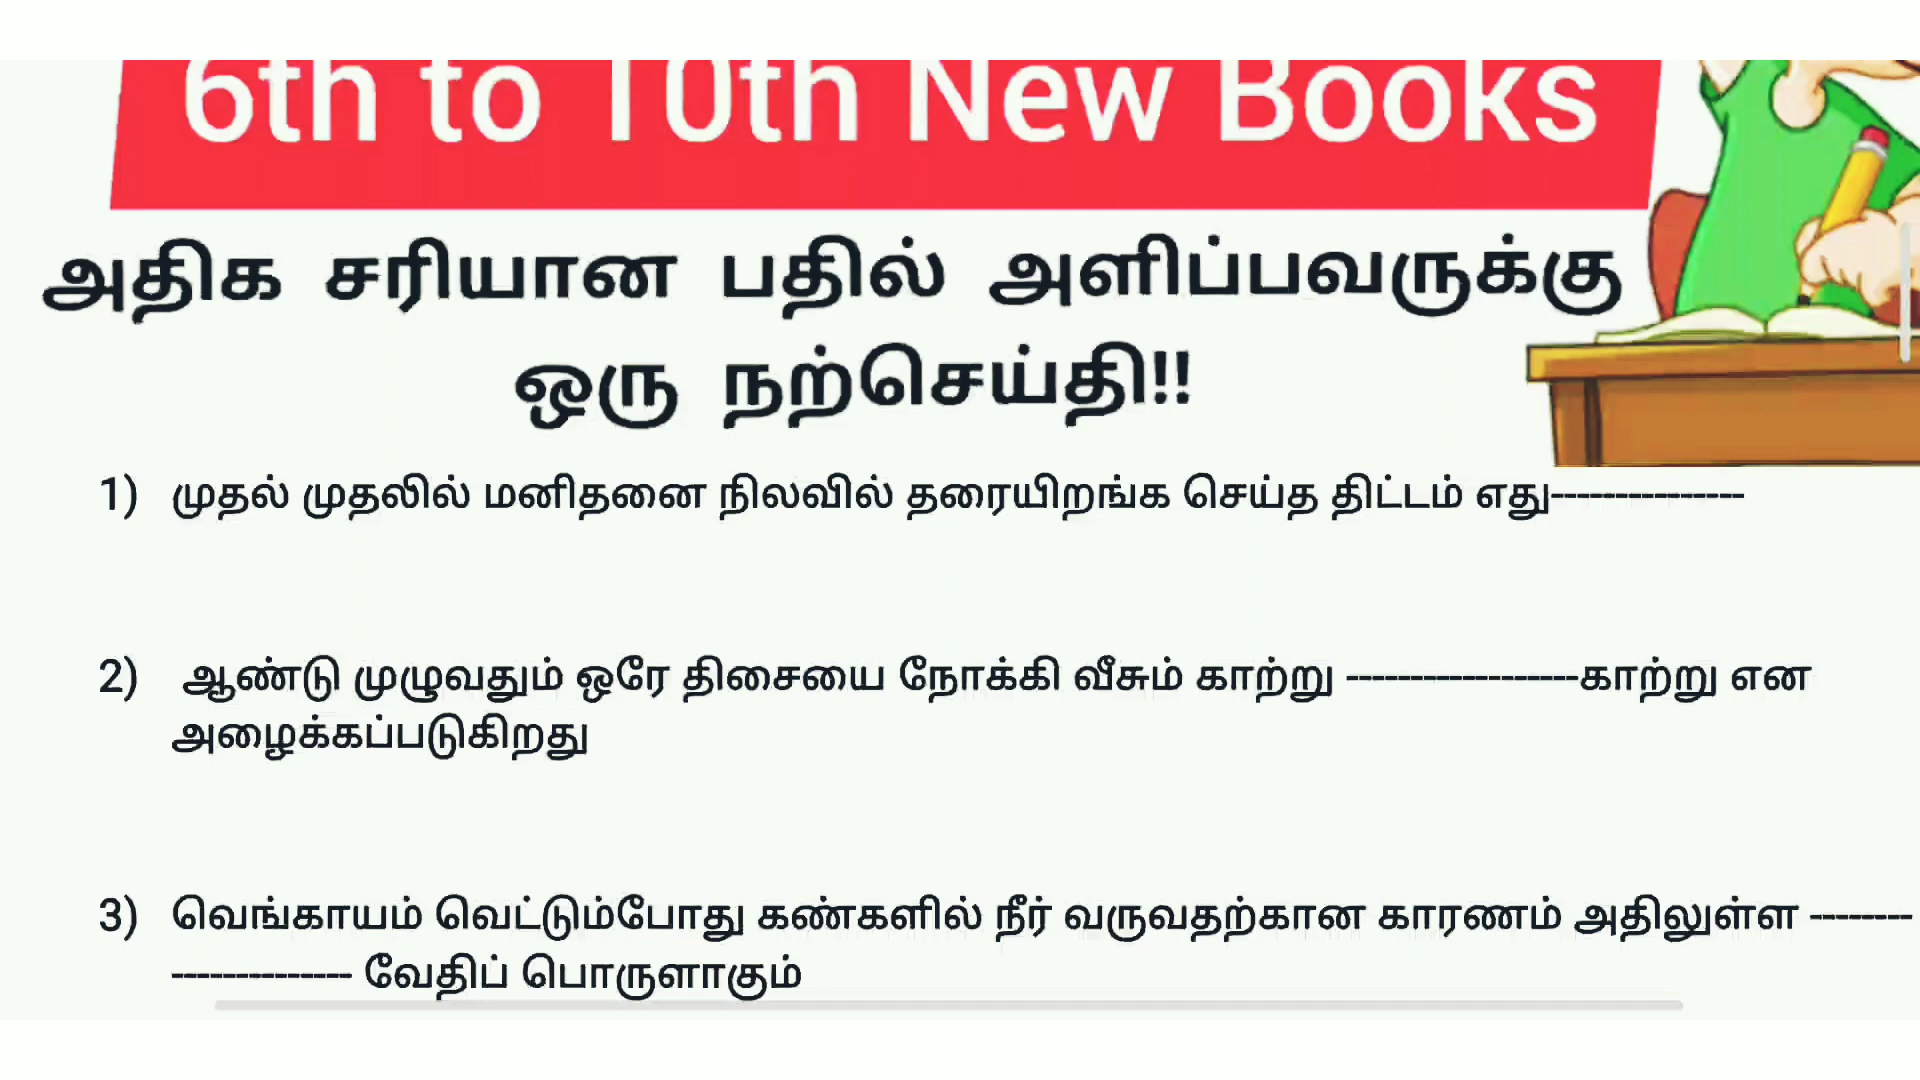 6th to 10th New Books
அதிக சரியான பதில் அளிப்பவருக்கு
ஒரு நற்செய்தி!!
1) முதல் முதலில் மனிதனை நிலவில் தரையிறங்க செய்த திட்டம் எது---------------
2) ஆண்டு முழுவதும் ஒரே திசையை நோக்கி வீசும் காற்று ------------------காற்று என
அழைக்கப்படுகிறது
3) வெங்காயம் வெட்டும்போது கண்களில் நீர் வருவதற்கான காரணம் அதிலுள்ள --------
-------------- வேதிப் பொருளாகும்